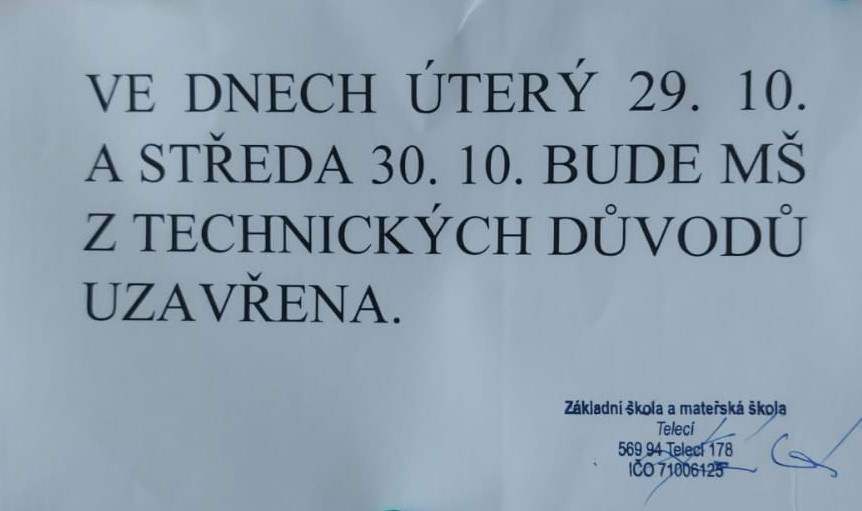 VE DNECH ÚTERÝ 29. 10.
A STŘEDA 30. 10. BUDE MŠ
Z TECHNICKÝCH DŮVODŮ
UZAVŘENA.
Základní škola a mateřská škola
Telecí
569 94 Telecí 178
IČO 71006125